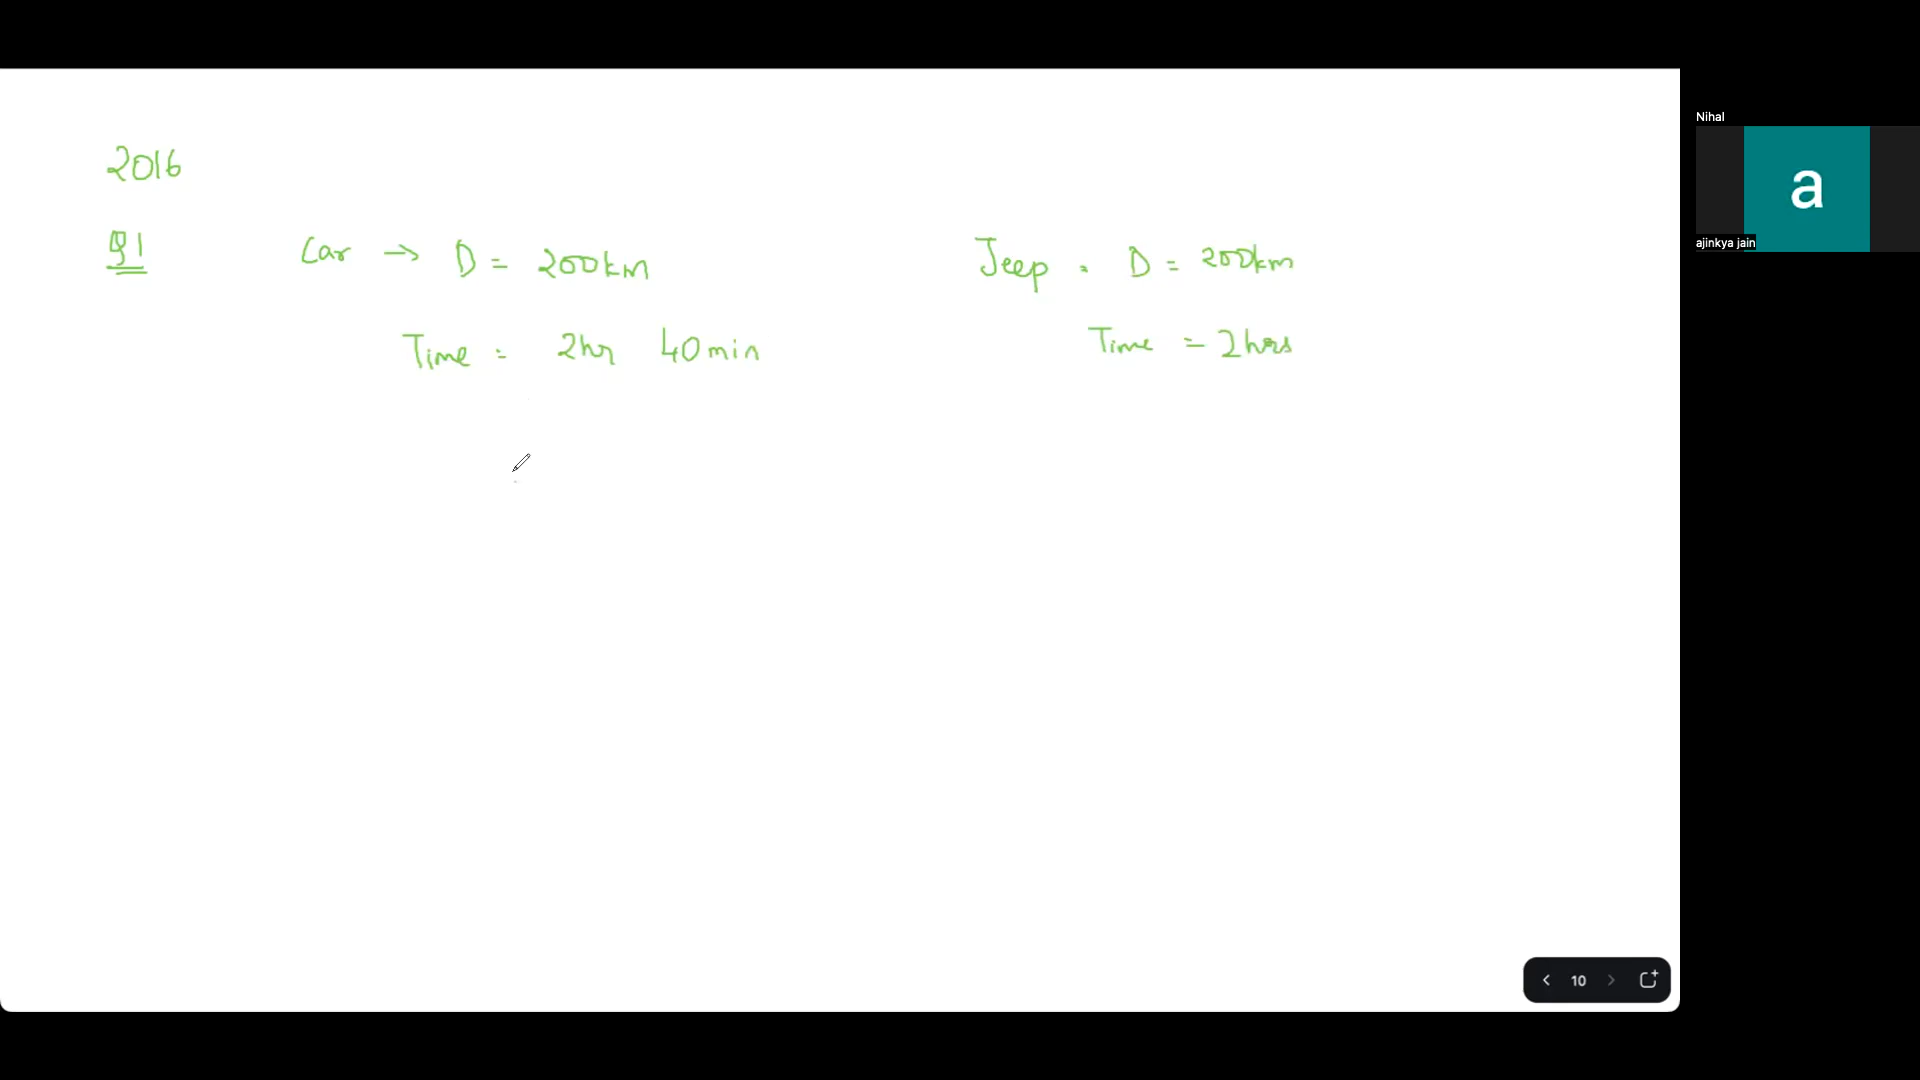 2016
Q1 Car → D = 200km Jeep = D = 200km
Time = 2hr 40min Time = 2hrs
Nihal
a
ajinkya jain
10